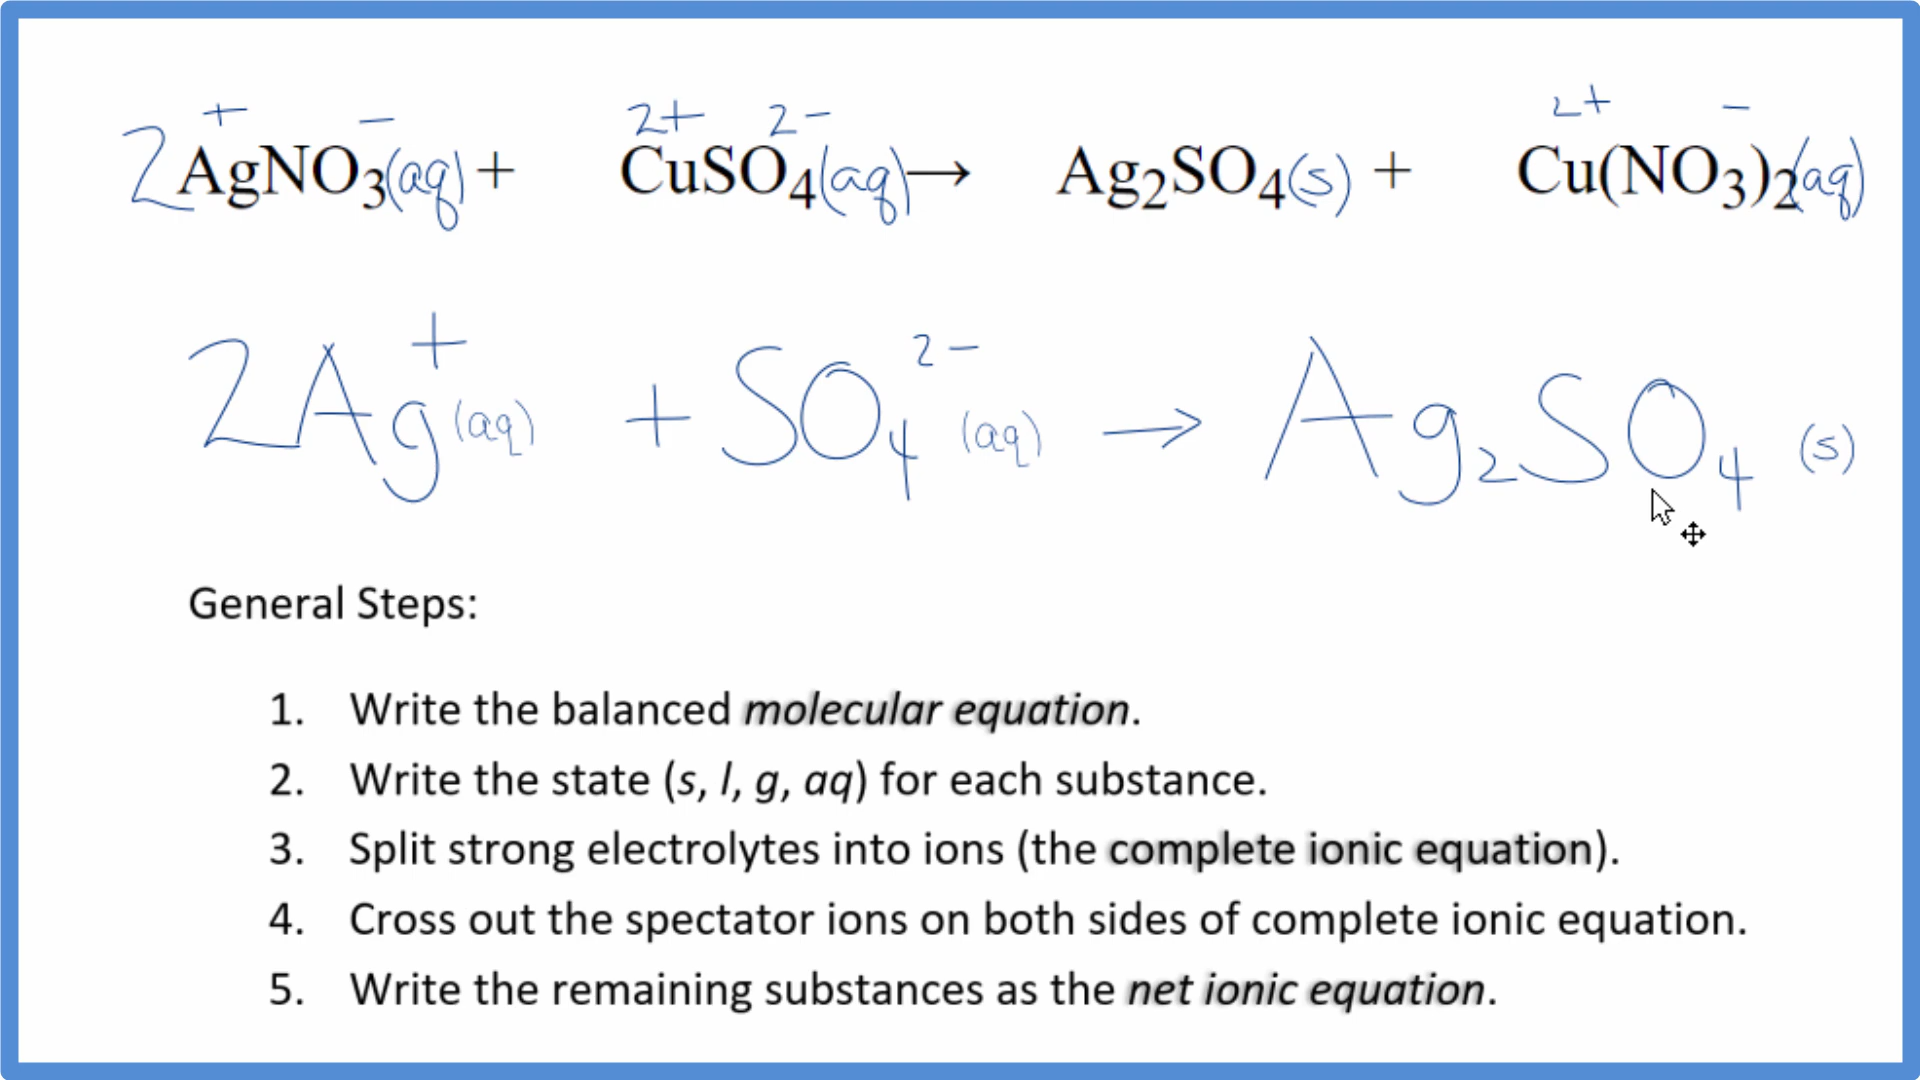 2AgNO₃(aq) + CuSO₄(aq) → Ag₂SO₄(s) + Cu(NO₃)₂(aq)
+ − 2+ 2− 2+ −
2Ag⁺(aq) + SO₄²⁻(aq) → Ag₂SO₄(s)
General Steps:
1. Write the balanced molecular equation.
2. Write the state (s, l, g, aq) for each substance.
3. Split strong electrolytes into ions (the complete ionic equation).
4. Cross out the spectator ions on both sides of complete ionic equation.
5. Write the remaining substances as the net ionic equation.